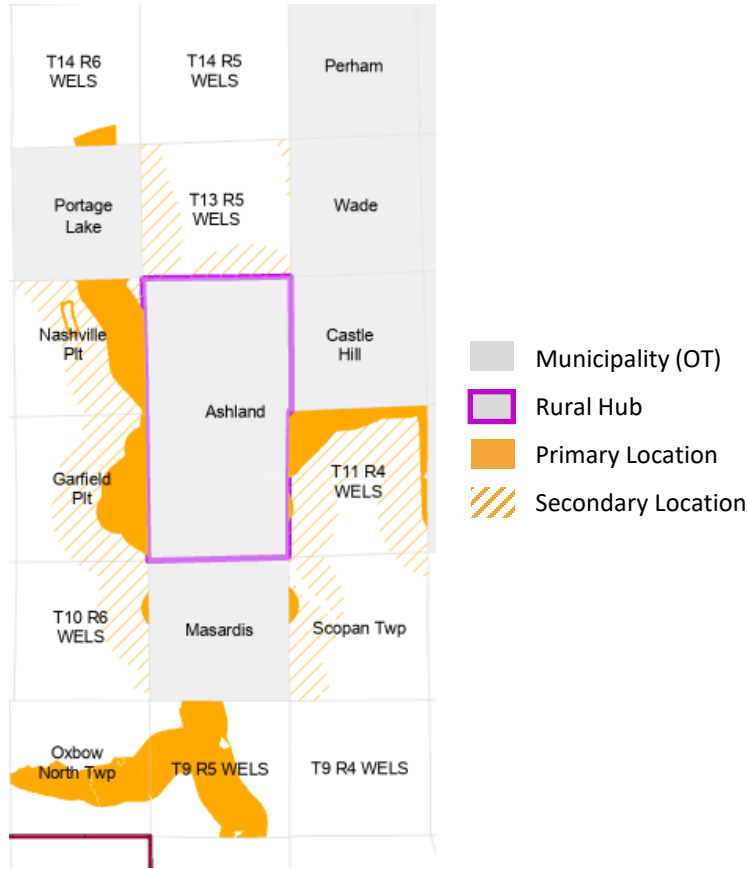 T14 R6
WELS
T14 R5
WELS
Perham
Portage
Lake
T13 R5
WELS
Wade
Nashville
Plt
Castle
Hill
Ashland
Garfield
Plt
T11 R4
WELS
T10 R6
WELS
Masardis
Scopan Twp
Oxbow
North Twp
T9 R5 WELS
T9 R4 WELS
Municipality (OT)
Rural Hub
Primary Location
Secondary Location